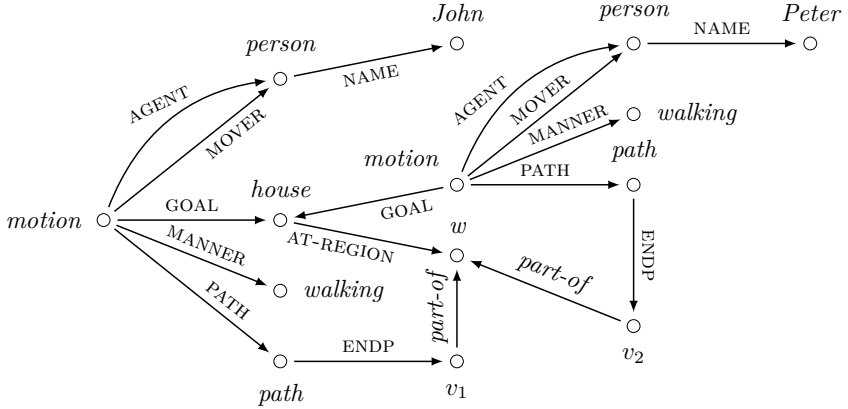 John
person
Peter
person
NAME
NAME
AGENT
AGENT
MOVER
MANNER
walking
MOVER
motion
PATH
path
house
GOAL
GOAL
motion
w
AT-REGION
ENDP
MANNER
part-of
walking
part-of
PATH
v2
ENDP
path
v1